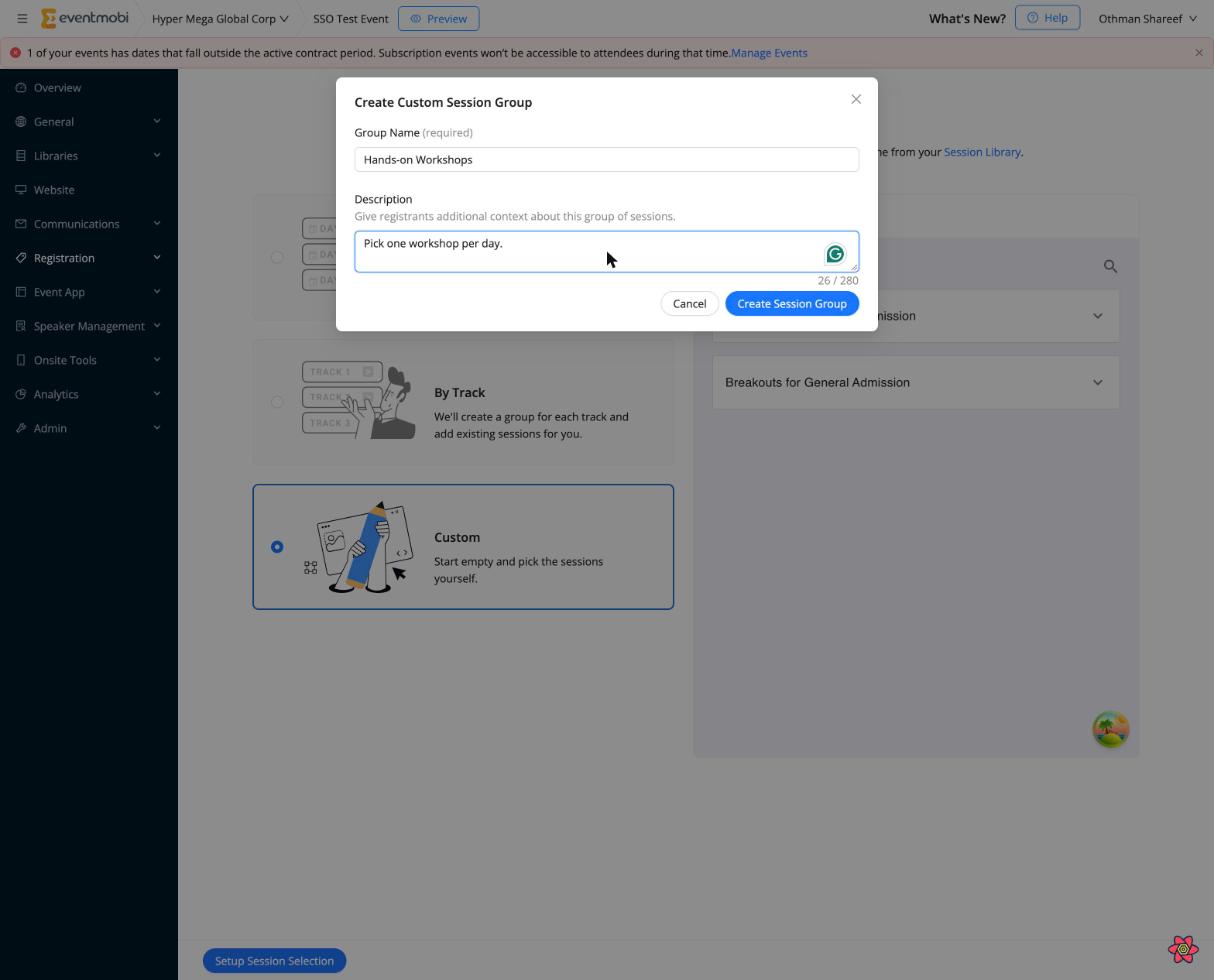 eventmobi
Hyper Mega Global Corp
SSO Test Event
Preview
What's New?
Help
Othman Shareef
1 of your events has dates that fall outside the active contract period. Subscription events won't be accessible to attendees during that time.Manage Events
Overview
General
Libraries
Website
Communications
Registration
Event App
Speaker Management
Onsite Tools
Analytics
Admin
Create Custom Session Group
Group Name (required)
Hands-on Workshops
Description
Give registrants additional context about this group of sessions.
Pick one workshop per day.
26 / 280
Cancel
Create Session Group
from your Session Library.
TRACK 1
TRACK 3
By Track
We'll create a group for each track and
add existing sessions for you.
Breakouts for General Admission
Custom
Start empty and pick the sessions
yourself.
Setup Session Selection